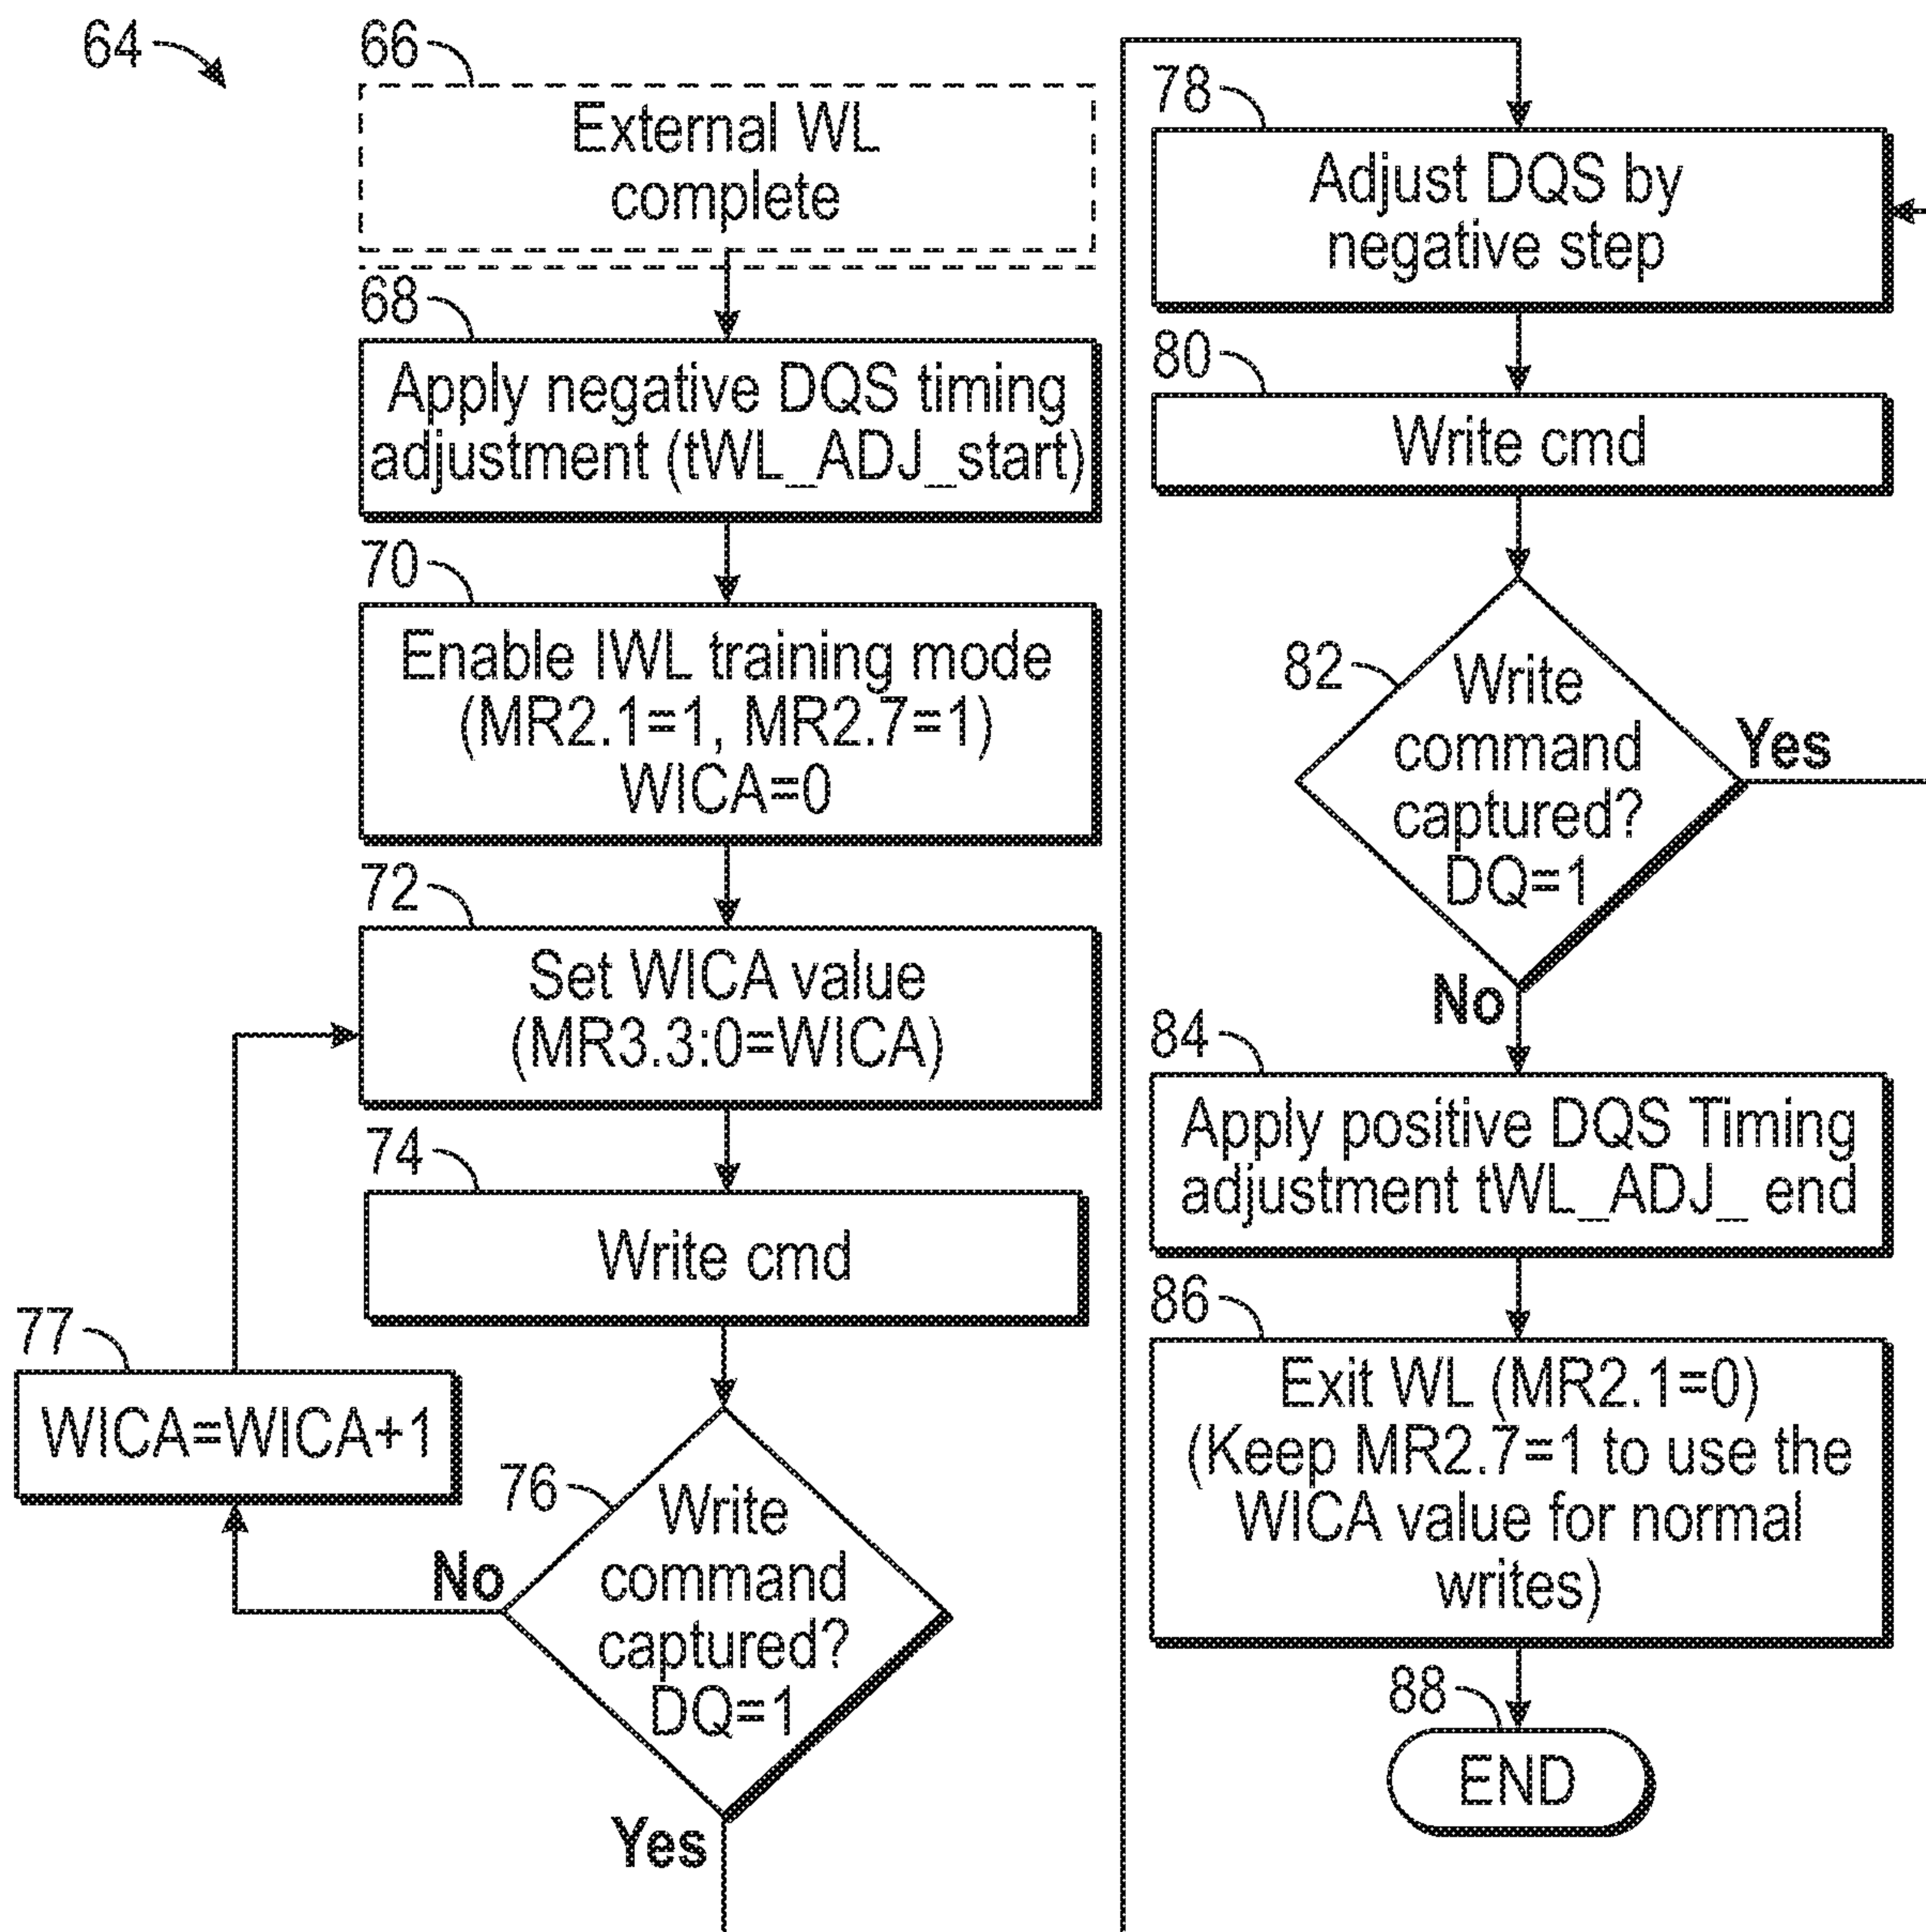 64
66
External WL
complete
68
Apply negative DQS timing
adjustment (tWL_ADJ_start)
70
Enable IWL training mode
(MR2.1=1, MR2.7=1)
WICA=0
72
Set WICA value
(MR3.3:0=WICA)
74
Write cmd
77
WICA=WICA+1
76
Write
command
captured?
DQ=1
No
Yes
78
Adjust DQS by
negative step
80
Write cmd
82
Write
command
captured?
DQ=1
Yes
No
84
Apply positive DQS Timing
adjustment tWL_ADJ_ end
86
Exit WL (MR2.1=0)
(Keep MR2.7=1 to use the
WICA value for normal
writes)
88
END